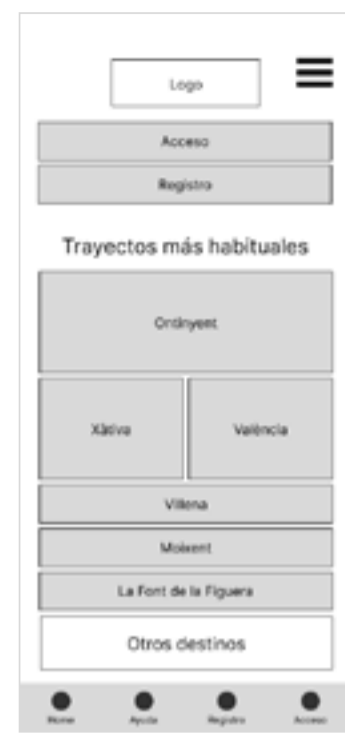 Logo
Acceso
Registro
Trayectos más habituales
Ontinyent
Xàtiva
València
Villena
Moixent
La Font de la Figuera
Otros destinos
Home Ayuda Registro Acceso